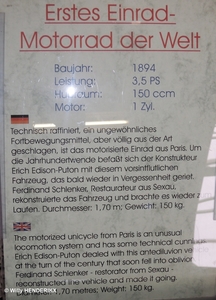 Erstes Einrad-
Motorrad der Welt
Baujahr: 1894
Leistung: 3,5 PS
Hubraum: 150 ccm
Motor: 1 Zyl.
Technisch raffiniert, ein ungewöhnliches
Fortbewegungsmittel, aber völlig aus der Art
geschlagen, ist das motorisierte Einrad aus Paris. Um
die Jahrhundertwende befaßt sich der Konstrukteur
Erich Edison-Puton mit diesem vorsintflutlichen
Fahrzeug, das bald wieder in Vergessenheit geriet.
Ferdinand Schlenker, Restaurateur aus Sexau,
rekonstruierte das Fahrzeug und brachte es wieder z
Laufen. Durchmesser: 1,70 m; Gewicht: 150 kg.
The motorized unicycle from Paris is an unusual
locomotion system and has some technical
Erich Edison-Puton dealed with this antediluvian
at the turn of the century that soon fell into oblivion
Ferdinand Schlenker - restorator from Sexau -
reconstructed the vehicle and made it going.
70 metres; Weight: 150 kg.
© Willy HENDERICKX